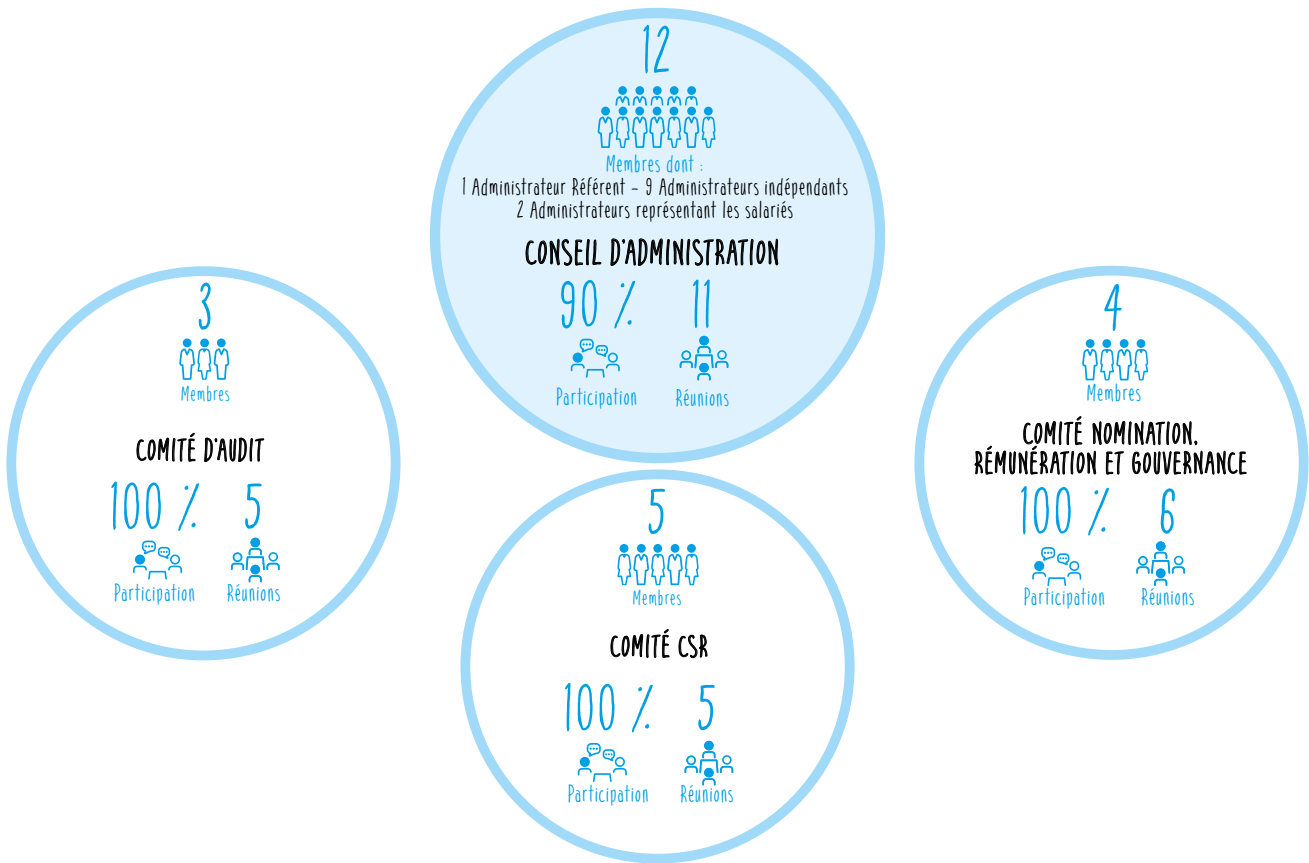 12
Membres dont :
1 Administrateur Référent - 9 Administrateurs indépendants
2 Administrateurs représentant les salariés
CONSEIL D'ADMINISTRATION
90 % 11
Participation Réunions
3
Membres
COMITÉ D'AUDIT
100 % 5
Participation Réunions
5
Membres
COMITÉ CSR
100 % 5
Participation Réunions
4
Membres
COMITÉ NOMINATION,
RÉMUNÉRATION ET GOUVERNANCE
100 % 6
Participation Réunions